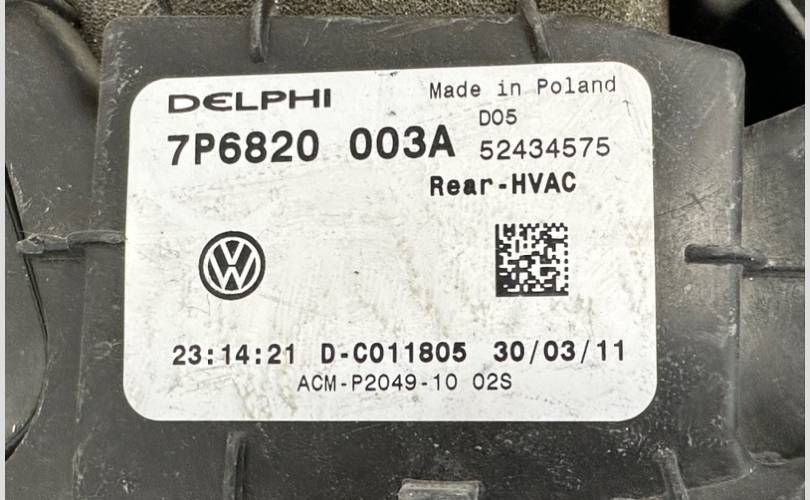 DELPHI Made in Poland
D05
7P6820 003A 52434575
Rear-HVAC
23:14:21 D-C011805 30/03/11
ACM-P2049-10 02S